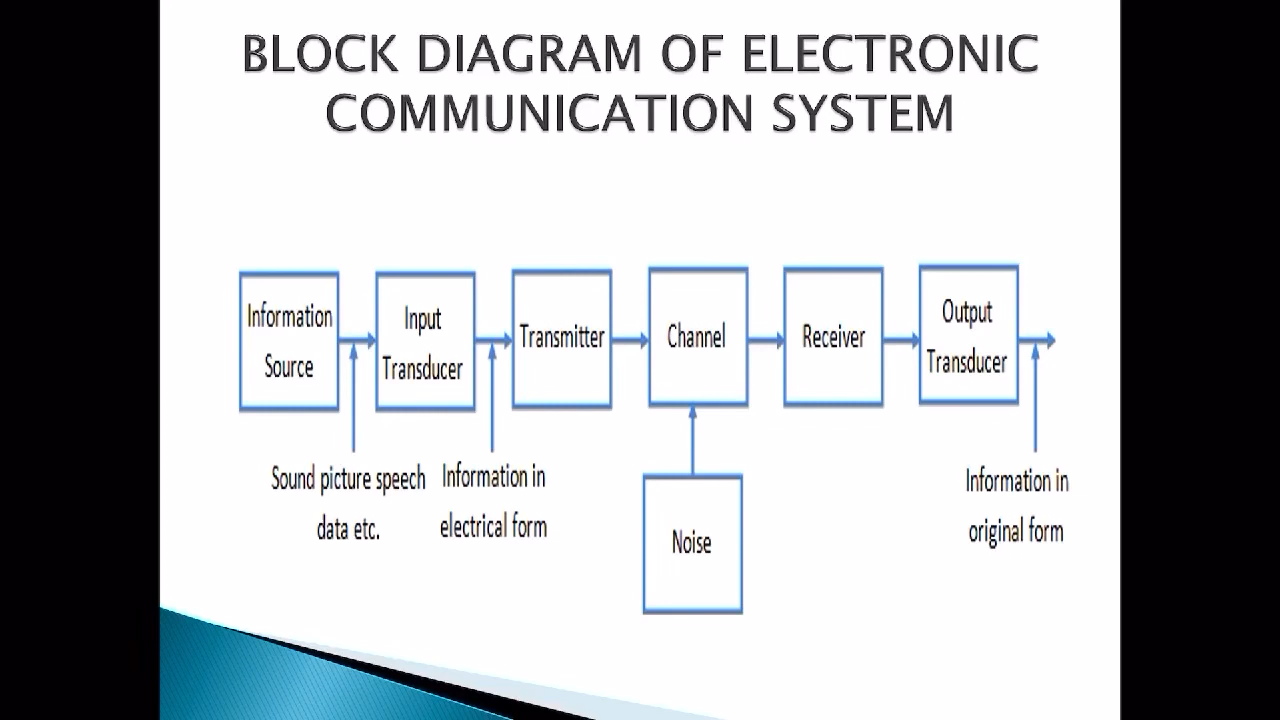 BLOCK DIAGRAM OF ELECTRONIC
COMMUNICATION SYSTEM
Information
Source
Input
Transducer
Transmitter
Channel
Receiver
Output
Transducer
Sound picture speech
data etc.
Information in
electrical form
Noise
Information in
original form